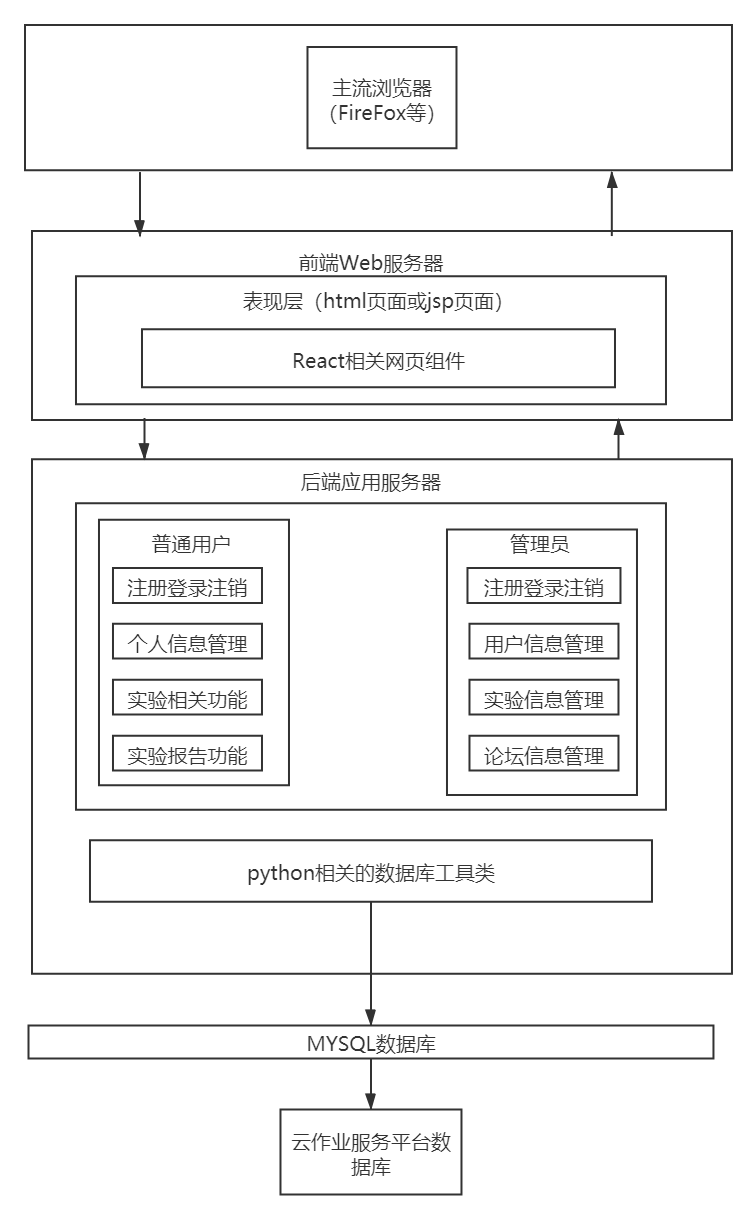 主流浏览器
（FireFox等）
前端Web服务器
表现层（html页面或jsp页面）
React相关网页组件
后端应用服务器
普通用户
注册登录注销
个人信息管理
实验相关功能
实验报告功能
管理员
注册登录注销
用户信息管理
实验信息管理
论坛信息管理
python相关的数据库工具类
MYSQL数据库
云作业服务平台数
据库